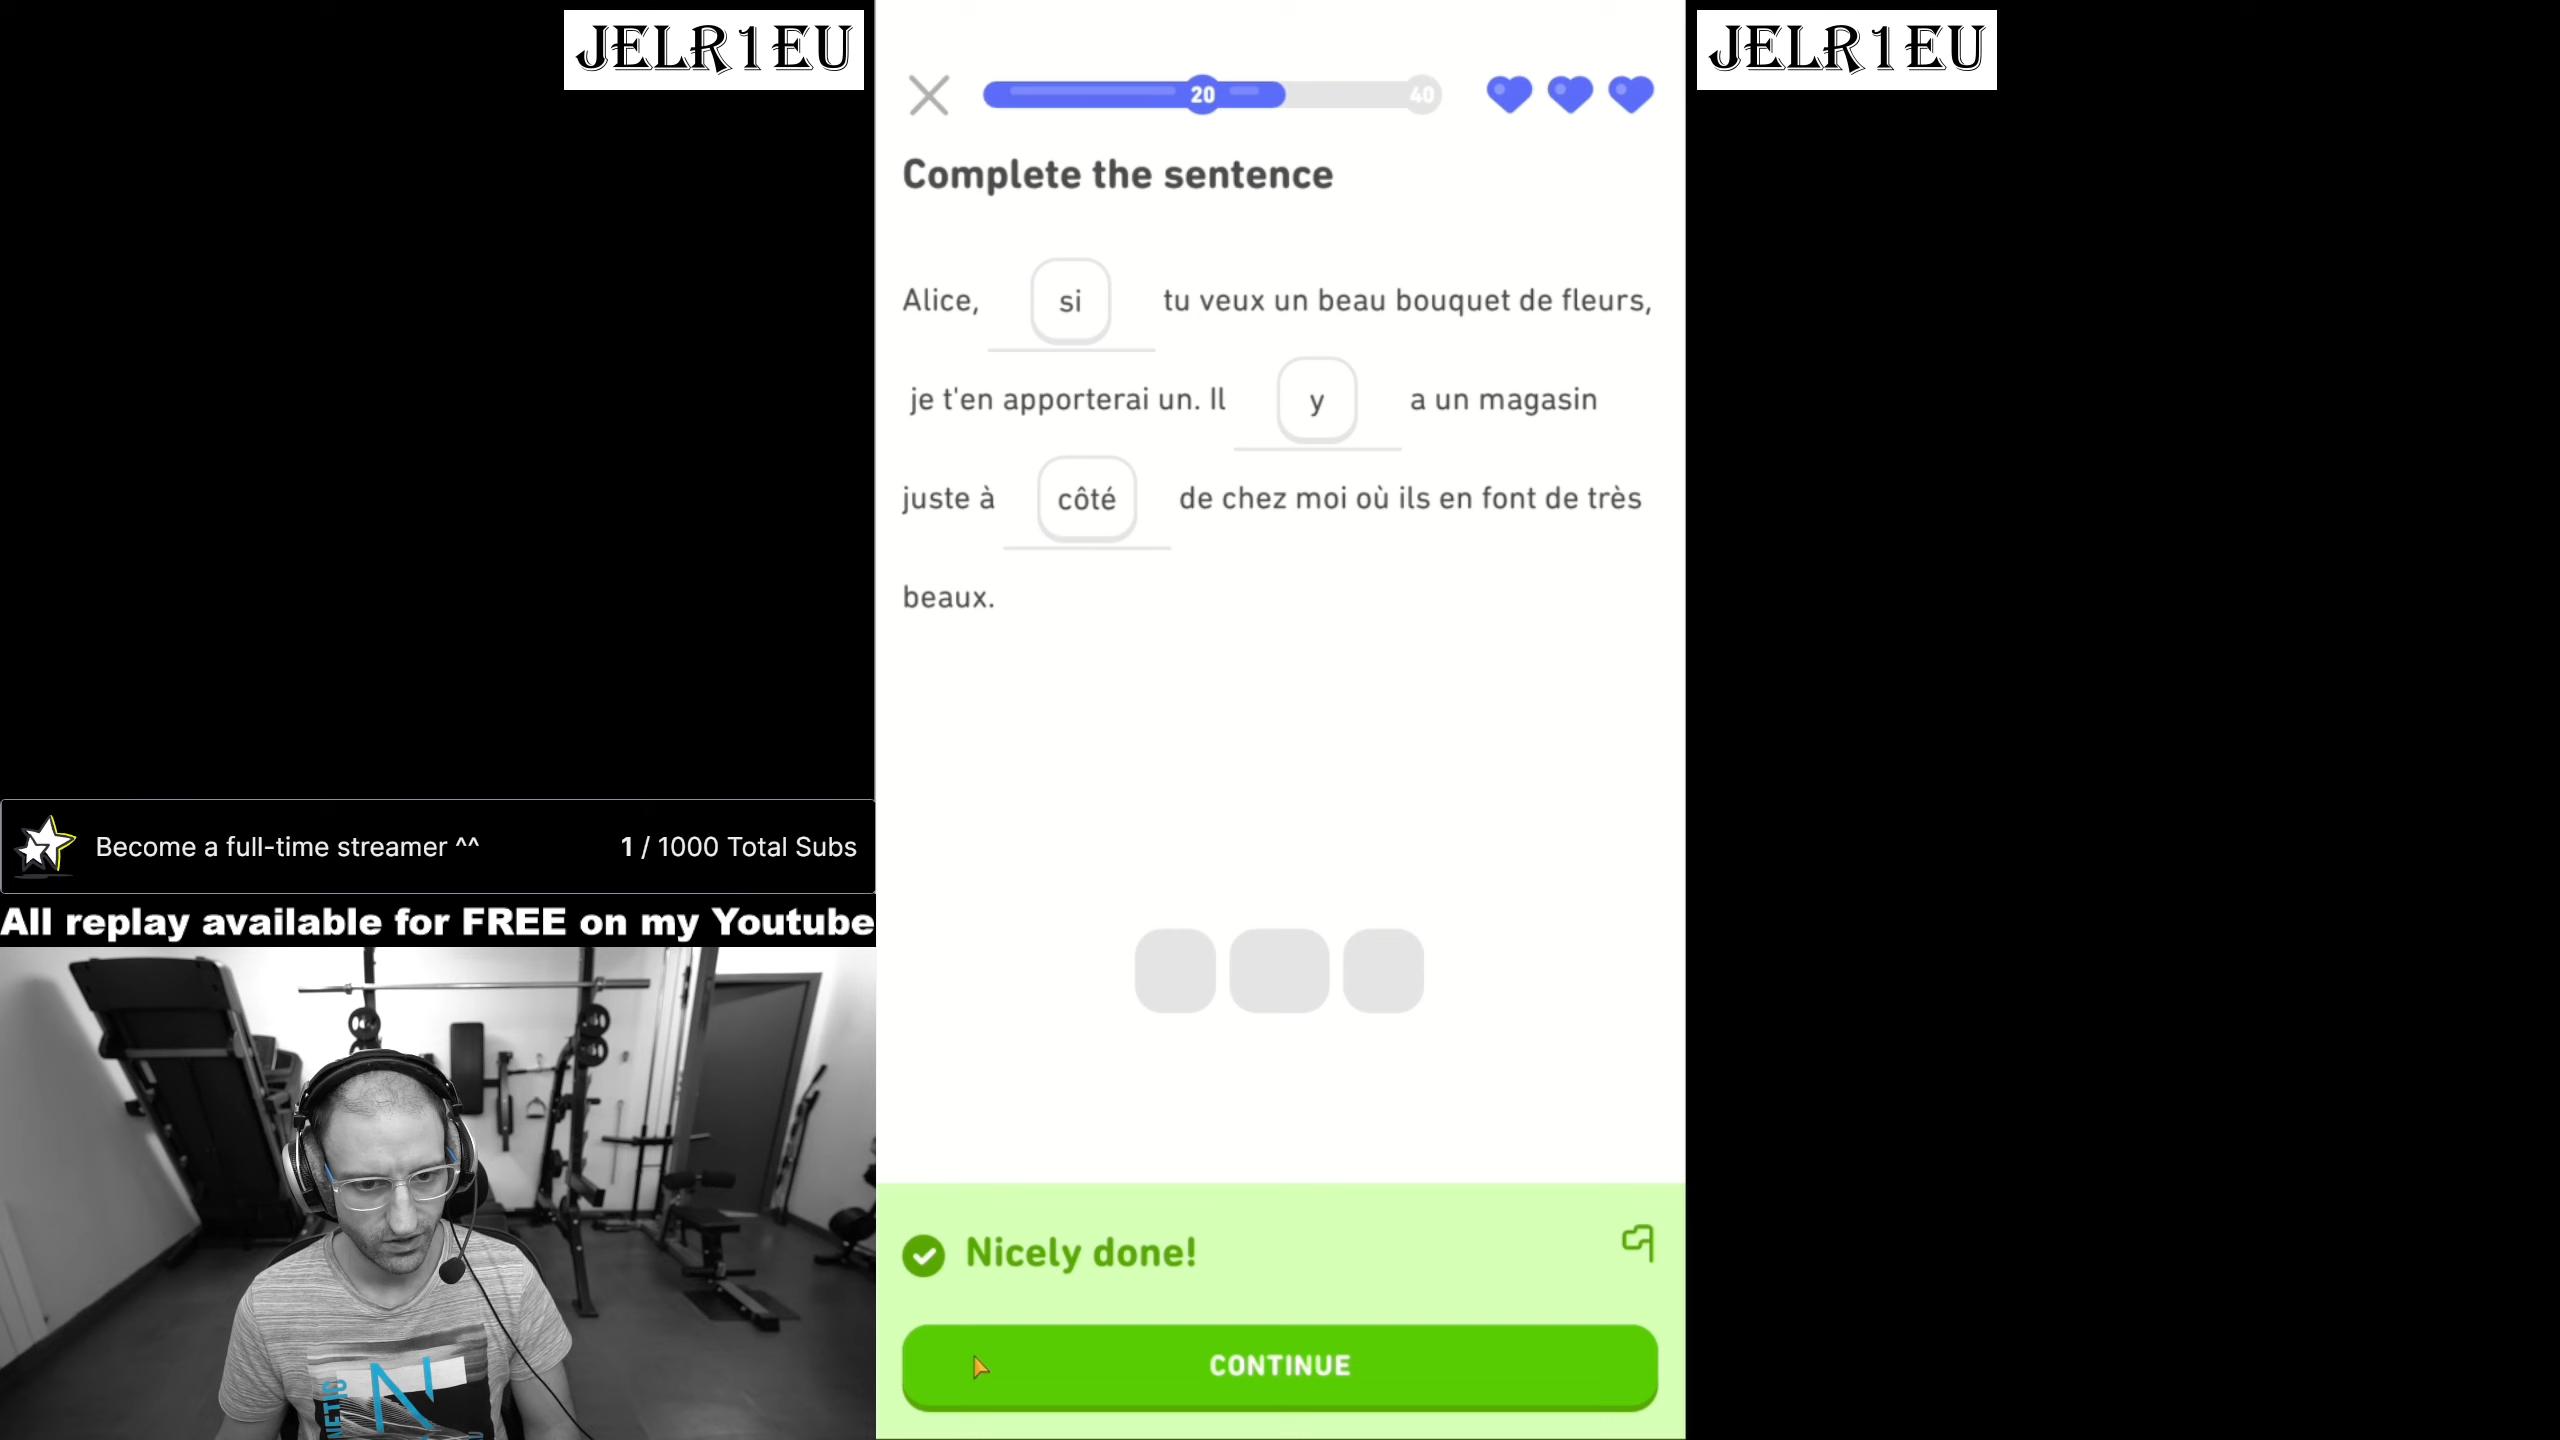 JELR1EU
JELR1EU
20
40
Complete the sentence
Alice, si tu veux un beau bouquet de fleurs,
je t'en apporterai un. Il y a un magasin
juste à côté de chez moi où ils en font de très
beaux.
Become a full-time streamer ^^ 1 / 1000 Total Subs
All replay available for FREE on my Youtube
Nicely done!
CONTINUE